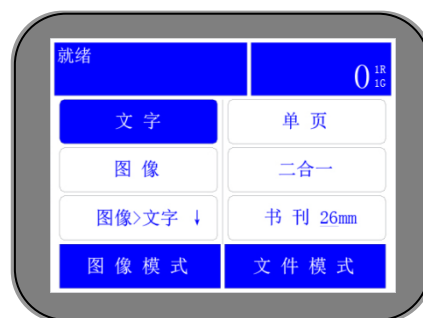 就绪
0 1R
1G
文 字 单 页
图 像 二合一
图像>文字 ↓ 书 刊 26mm
图 像 模 式 文 件 模 式